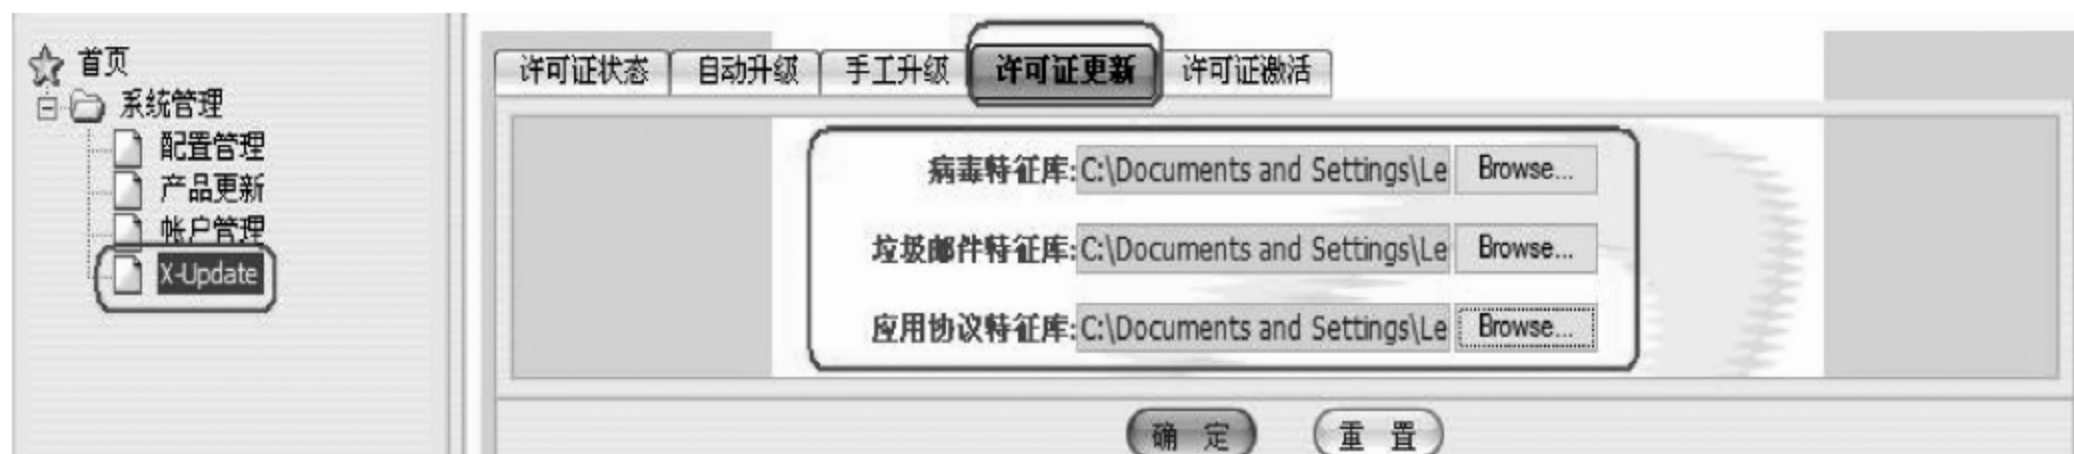 首页
系统管理
配置管理
产品更新
帐户管理
X-Update
许可证状态 自动升级 手工升级 许可证更新 许可证激活
病毒特征库: C:\Documents and Settings\Le Browse...
垃圾邮件特征库: C:\Documents and Settings\Le Browse...
应用协议特征库: C:\Documents and Settings\Le Browse...
确 定 重 置